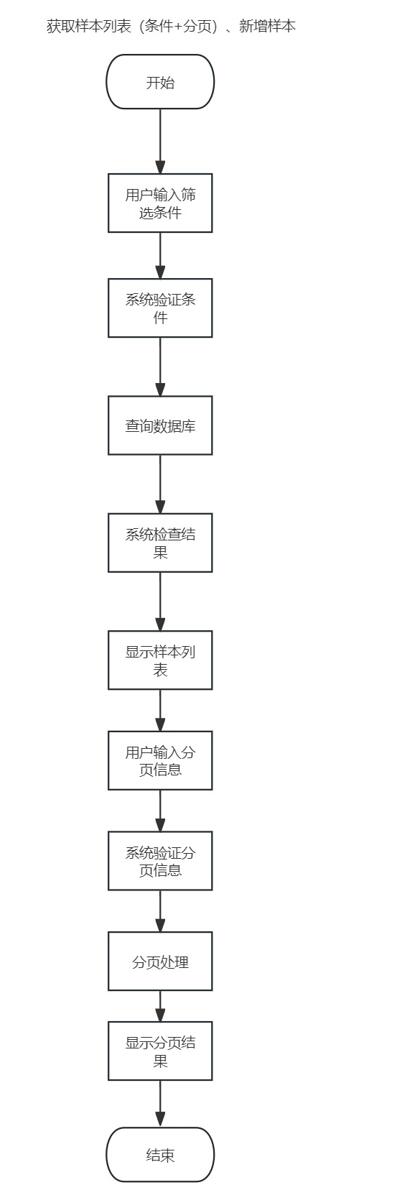 获取样本列表（条件+分页）、新增样本
开始
用户输入筛
选条件
系统验证条
件
查询数据库
系统检查结
果
显示样本列
表
用户输入分
页信息
系统验证分
页信息
分页处理
显示分页结
果
结束